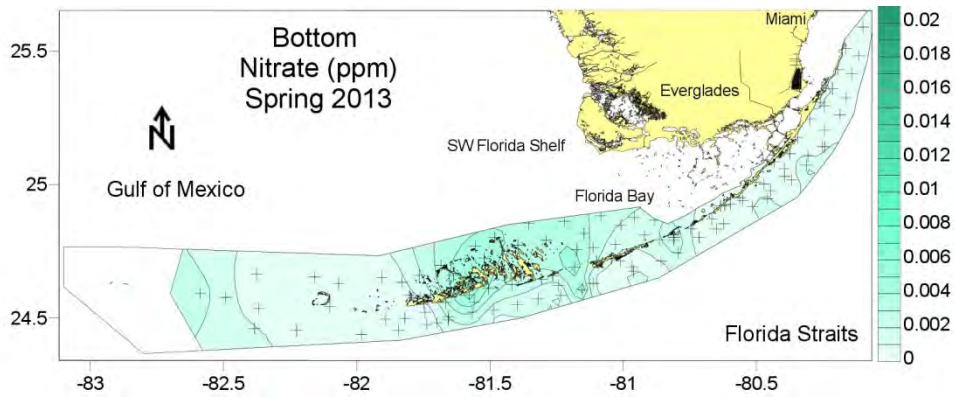 Bottom
Nitrate (ppm)
Spring 2013
Miami
Everglades
SW Florida Shelf
N
Gulf of Mexico
Florida Bay
Florida Straits
25.5
25
24.5
-83
-82.5
-82
-81.5
-81
-80.5
0.02
0.018
0.016
0.014
0.012
0.01
0.008
0.006
0.004
0.002
0